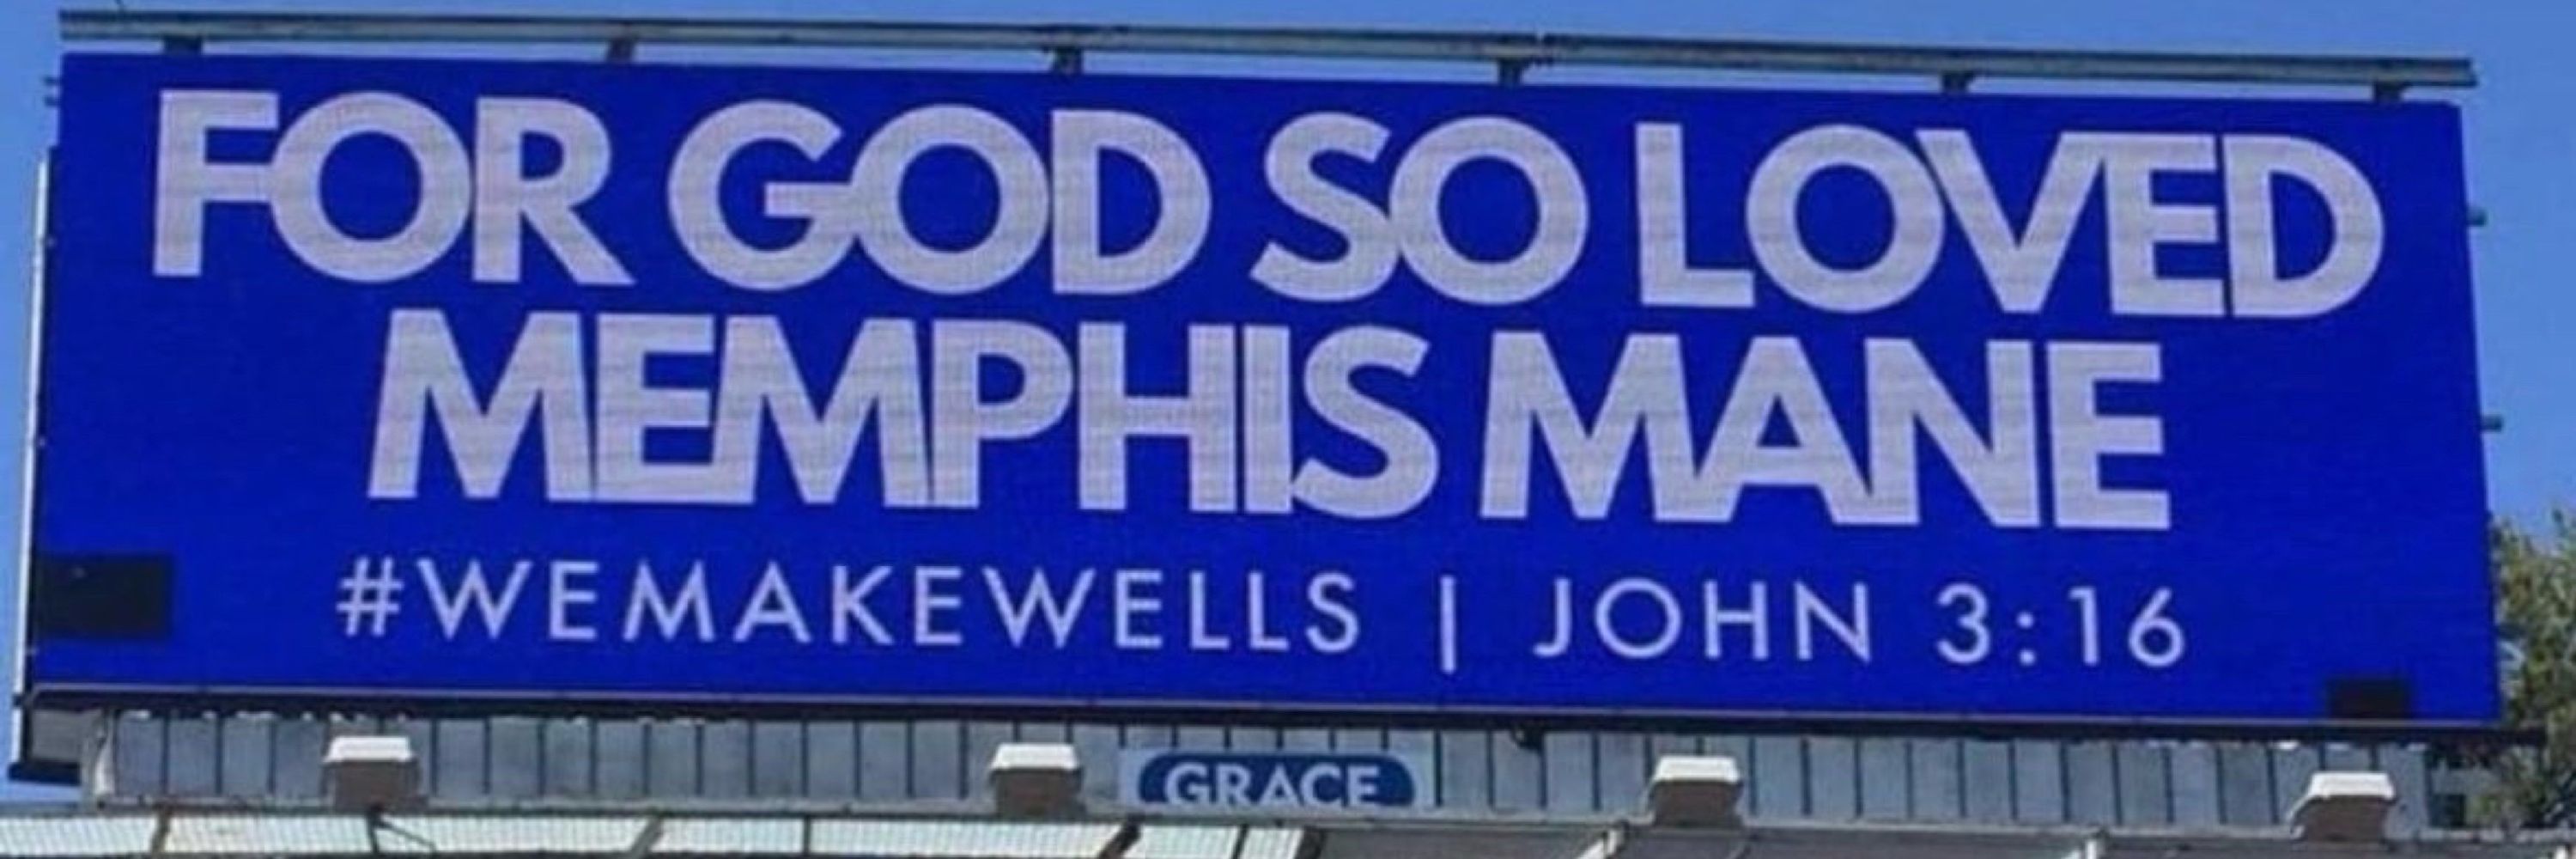 FOR GOD SO LOVED
MEMPHIS MANE
#WEMAKEWELLS | JOHN 3:16
GRACE